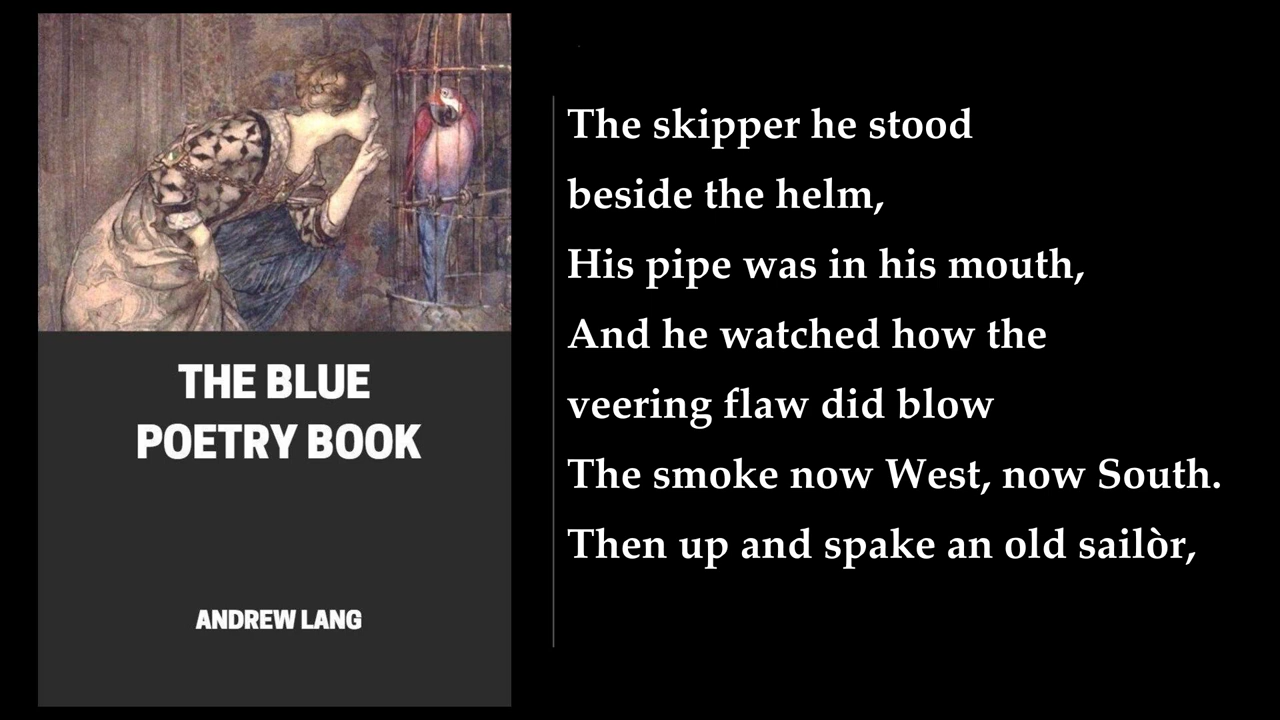 THE BLUE
POETRY BOOK
ANDREW LANG
The skipper he stood
beside the helm,
His pipe was in his mouth,
And he watched how the
veering flaw did blow
The smoke now West, now South.
Then up and spake an old sailòr,